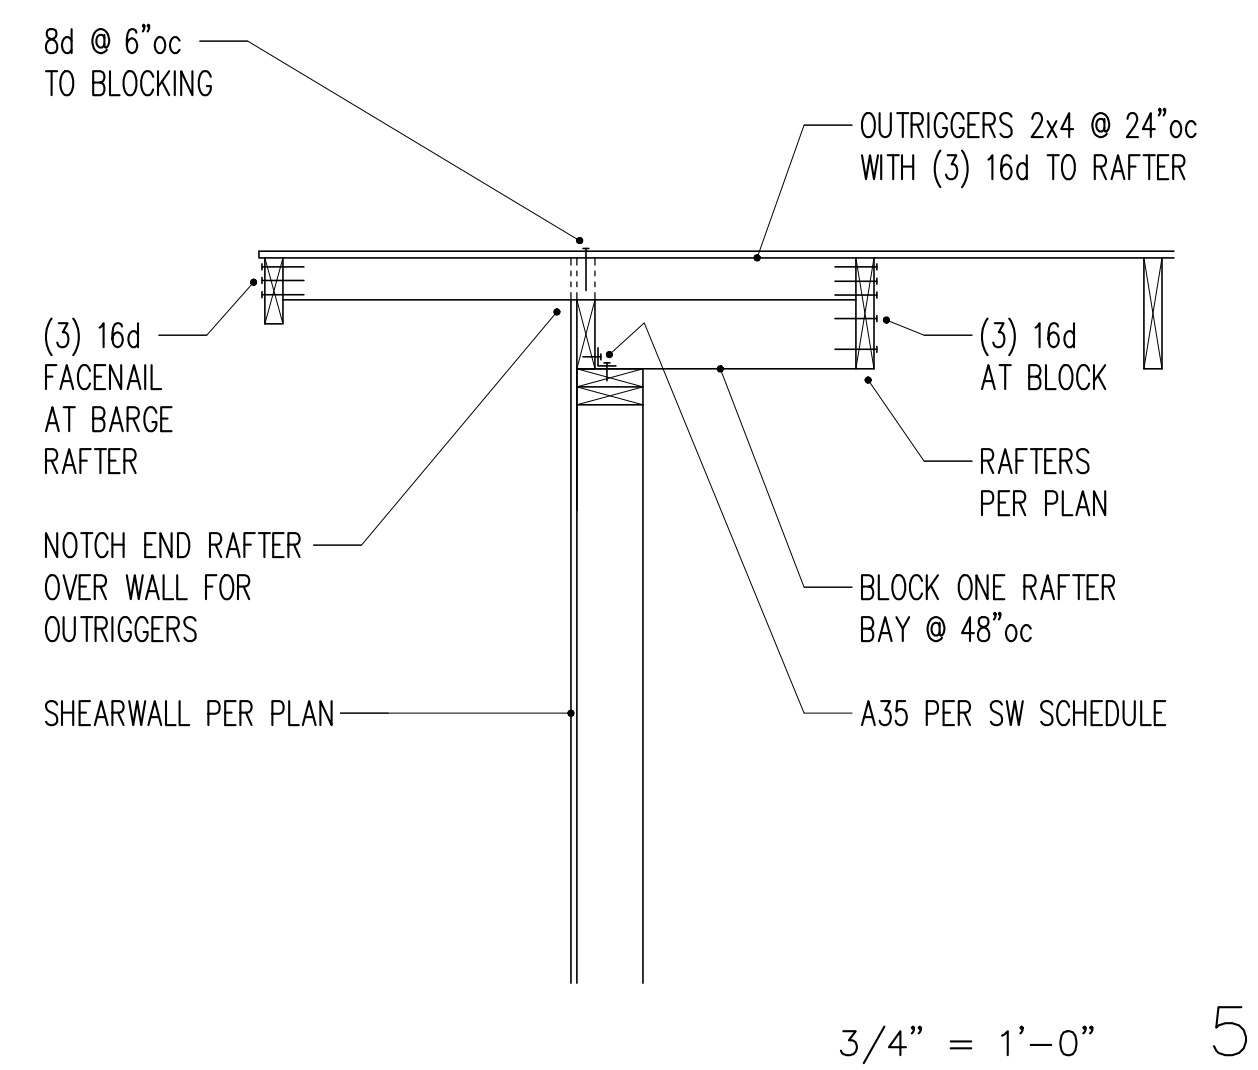 8d @ 6"oc
TO BLOCKING
OUTRIGGERS 2x4 @ 24"oc
WITH (3) 16d TO RAFTER
(3) 16d
FACENAIL
AT BARGE
RAFTER
(3) 16d
AT BLOCK
RAFTERS
PER PLAN
NOTCH END RAFTER
OVER WALL FOR
OUTRIGGERS
BLOCK ONE RAFTER
BAY @ 48"oc
SHEARWALL PER PLAN
A35 PER SW SCHEDULE
3/4" = 1'-0"
5